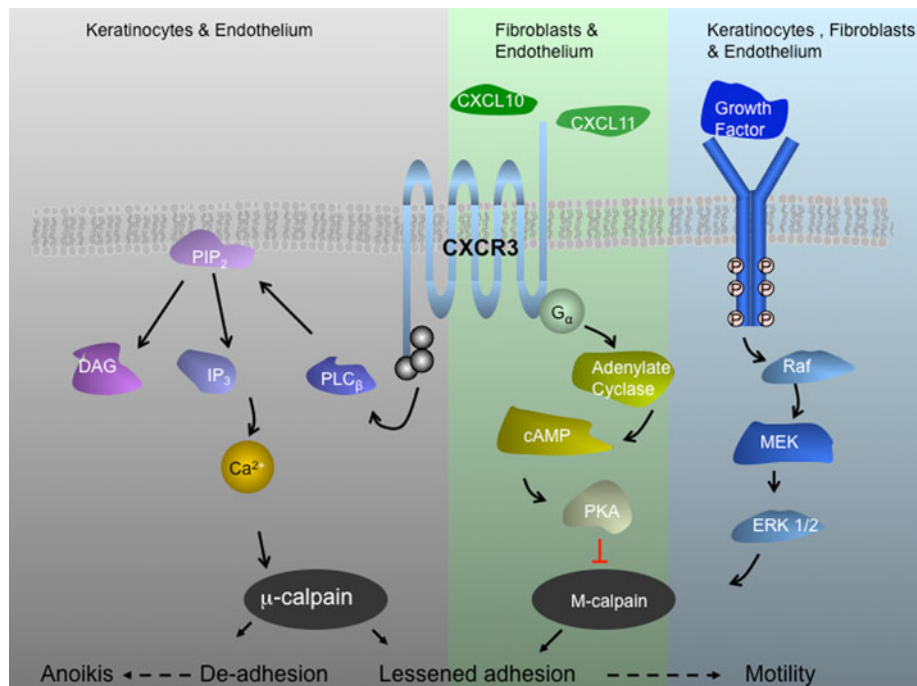 Keratinocytes & Endothelium
Fibroblasts &
Endothelium
Keratinocytes , Fibroblasts
& Endothelium
CXCL10
CXCL11
Growth
Factor
PIP₂
CXCR3
P
P
P
P
P
P
Gα
DAG
IP₃
PLCβ
Adenylate
Cyclase
Raf
cAMP
MEK
Ca²⁺
PKA
ERK 1/2
μ-calpain
M-calpain
Anoikis
De-adhesion
Lessened adhesion
Motility